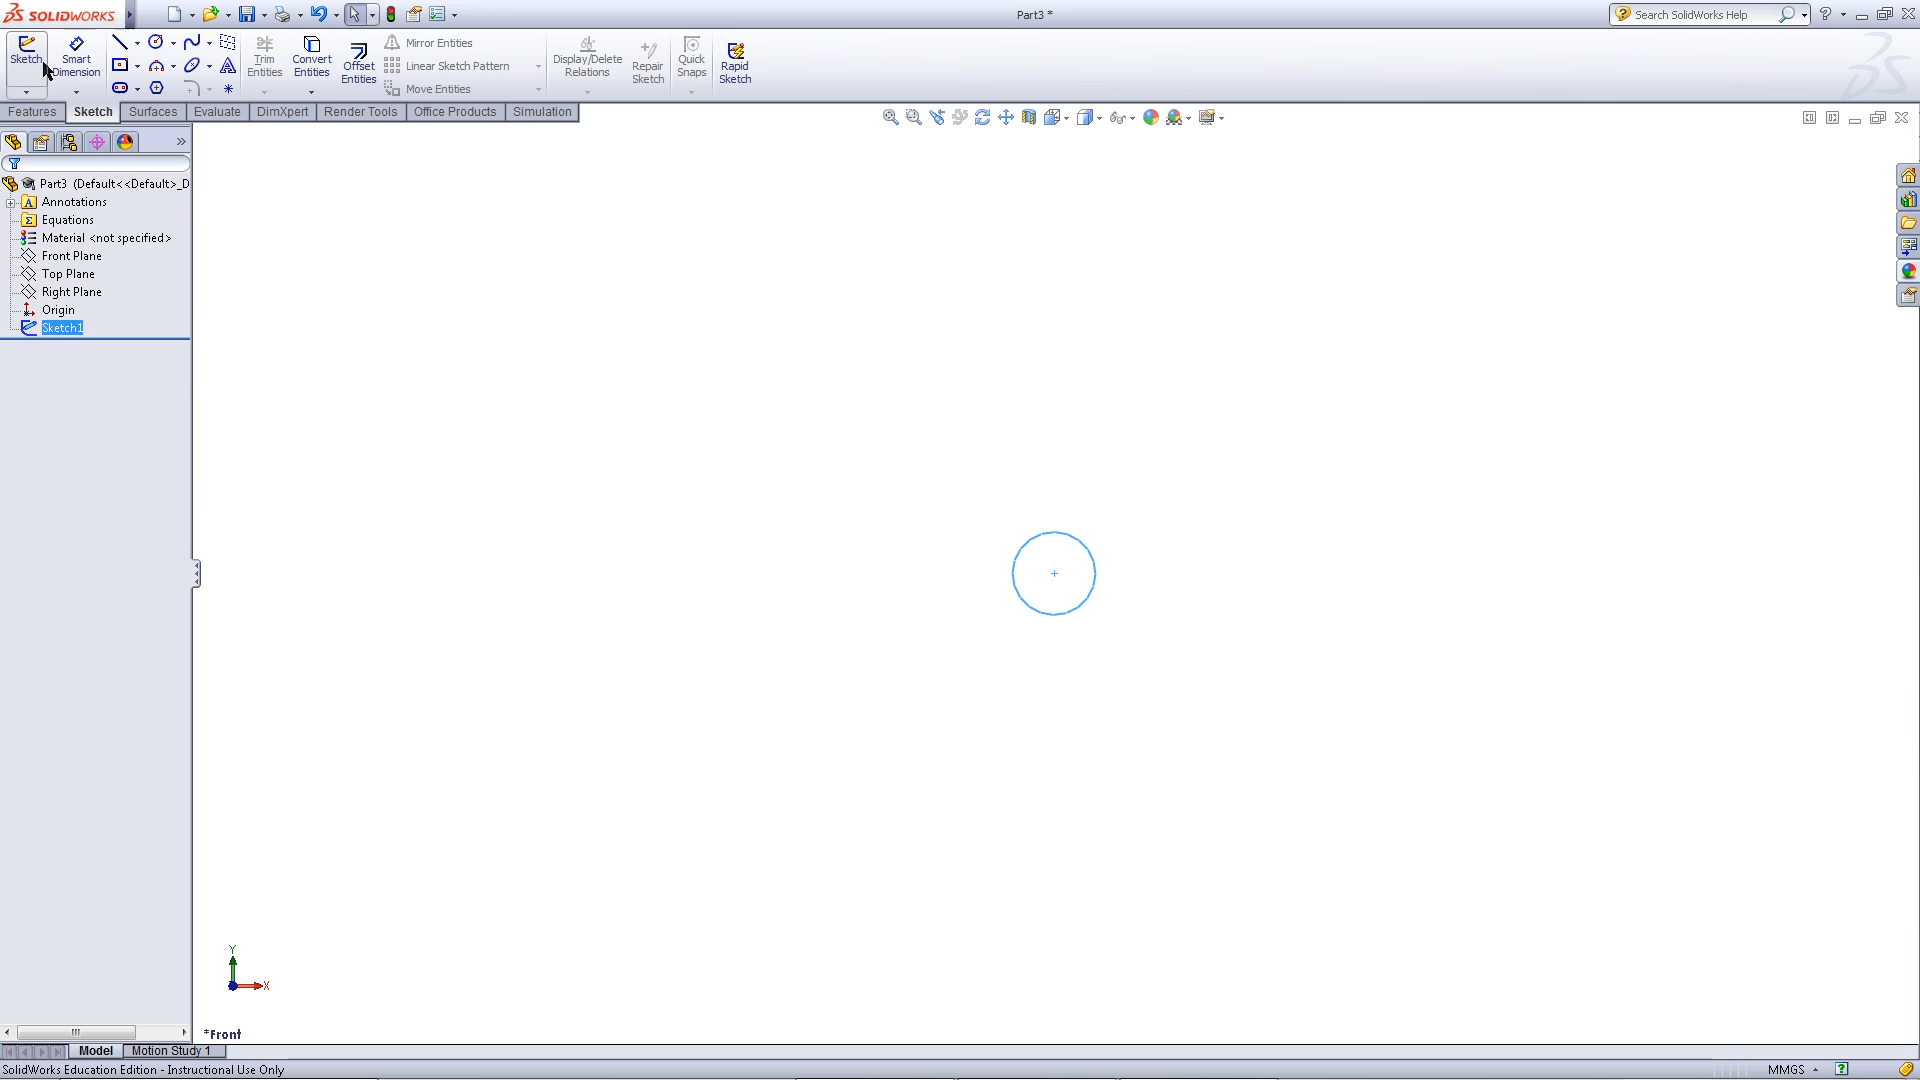 SOLIDWORKS
Part3 *
Search SolidWorks Help
Sketch
Smart Dimension
Trim Entities
Convert Entities
Offset Entities
Mirror Entities
Linear Sketch Pattern
Move Entities
Display/Delete Relations
Repair Sketch
Quick Snaps
Rapid Sketch
Features Sketch Surfaces Evaluate DimXpert Render Tools Office Products Simulation
Part3 (Default<<Default>_D
Annotations
Equations
Material <not specified>
Front Plane
Top Plane
Right Plane
Origin
Sketch1
Y
X
*Front
Model Motion Study 1
SolidWorks Education Edition - Instructional Use Only
MMGS